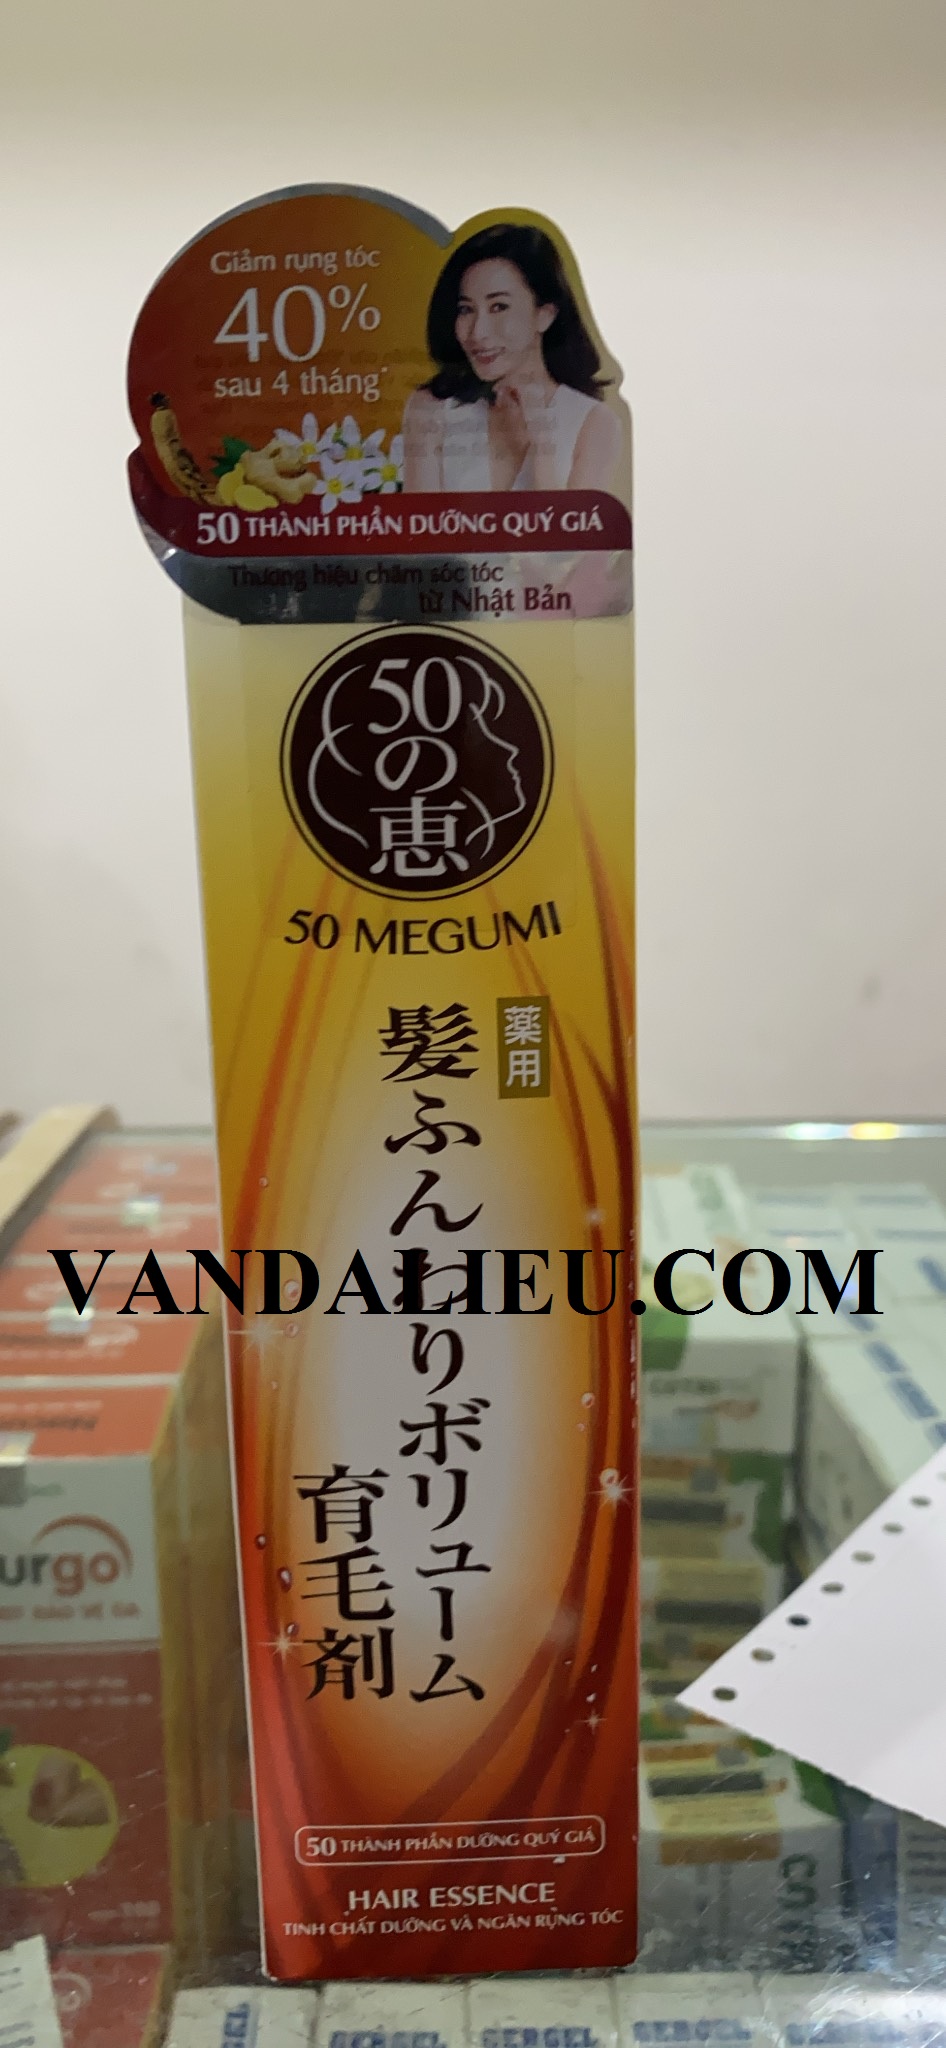 Giảm rụng tóc
40%
sau 4 tháng*
50 THÀNH PHẦN DƯỠNG QUÝ GIÁ
Thương hiệu chăm sóc tóc
từ Nhật Bản
50の恵
50 MEGUMI
薬用
髪ふんわりボリューム
育毛剤
VANDALIEU.COM
50 THÀNH PHẦN DƯỠNG QUÝ GIÁ
HAIR ESSENCE
TINH CHẤT DƯỠNG VÀ NGĂN RỤNG TÓC
urgo
GERGEL
GERGEL
GERGEL